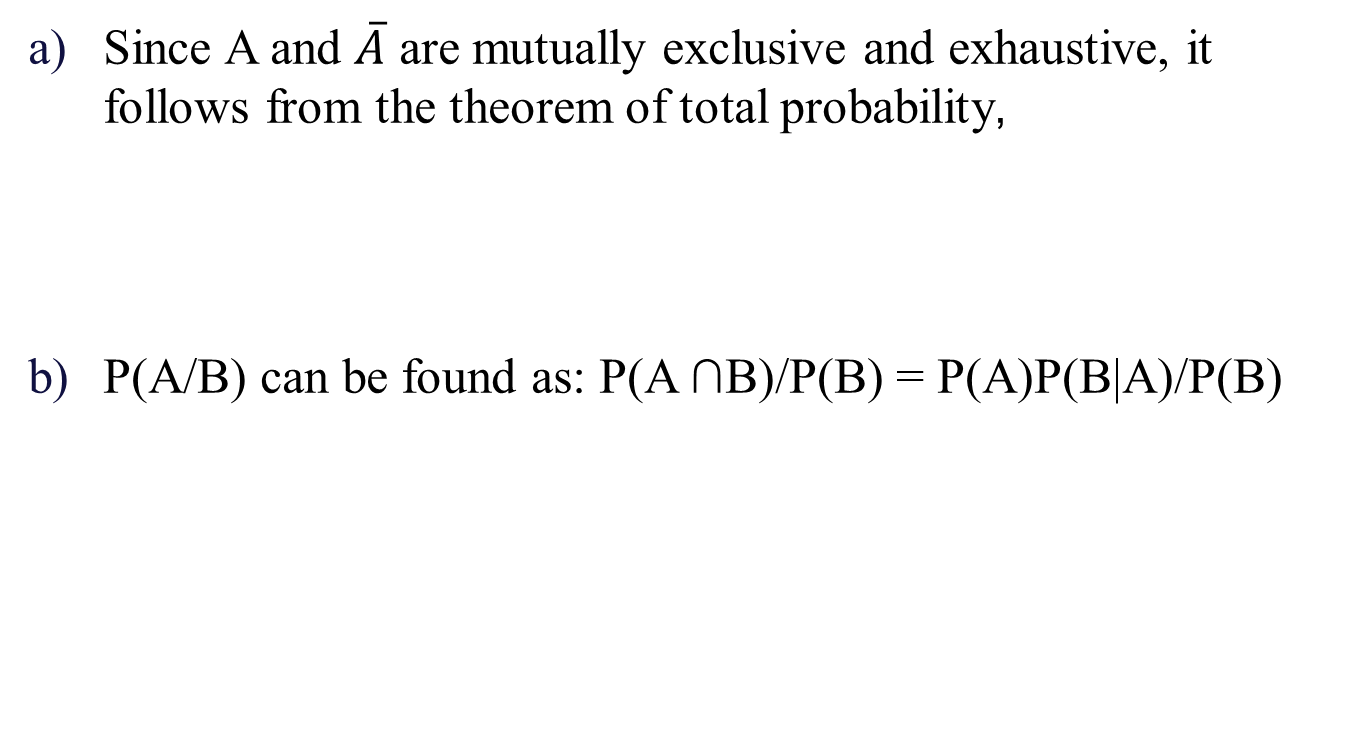 a) Since A and Ā are mutually exclusive and exhaustive, it
follows from the theorem of total probability,
b) P(A/B) can be found as: P(A ∩B)/P(B) = P(A)P(B|A)/P(B)